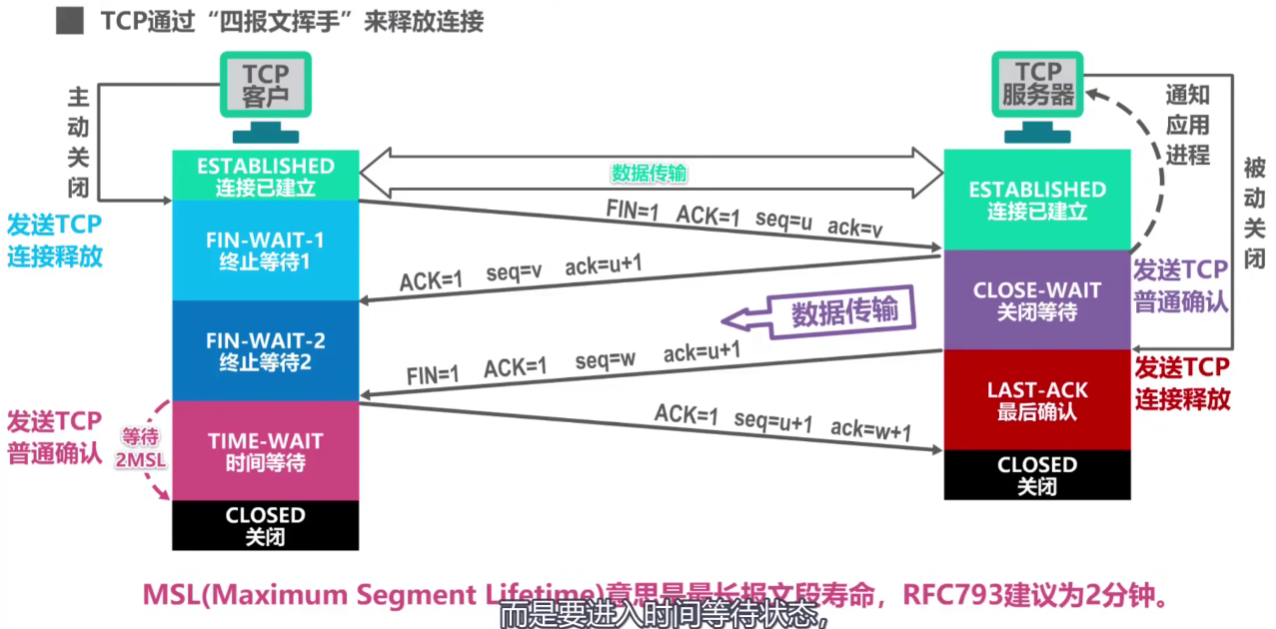 TCP通过“四报文挥手”来释放连接
TCP
客户
TCP
服务器
主
动
关
闭
通知
应用
进程
被
动
关
闭
ESTABLISHED
连接已建立
数据传输
ESTABLISHED
连接已建立
发送TCP
连接释放
FIN=1 ACK=1 seq=u ack=v
FIN-WAIT-1
终止等待1
ACK=1 seq=v ack=u+1
CLOSE-WAIT
关闭等待
发送TCP
普通确认
数据传输
FIN-WAIT-2
终止等待2
FIN=1 ACK=1 seq=w ack=u+1
LAST-ACK
最后确认
发送TCP
连接释放
发送TCP
普通确认
等待
2MSL
TIME-WAIT
时间等待
ACK=1 seq=u+1 ack=w+1
CLOSED
关闭
CLOSED
关闭
MSL(Maximum Segment Lifetime)意思是最长报文段寿命，RFC793建议为2分钟。
而是要进入时间等待状态，